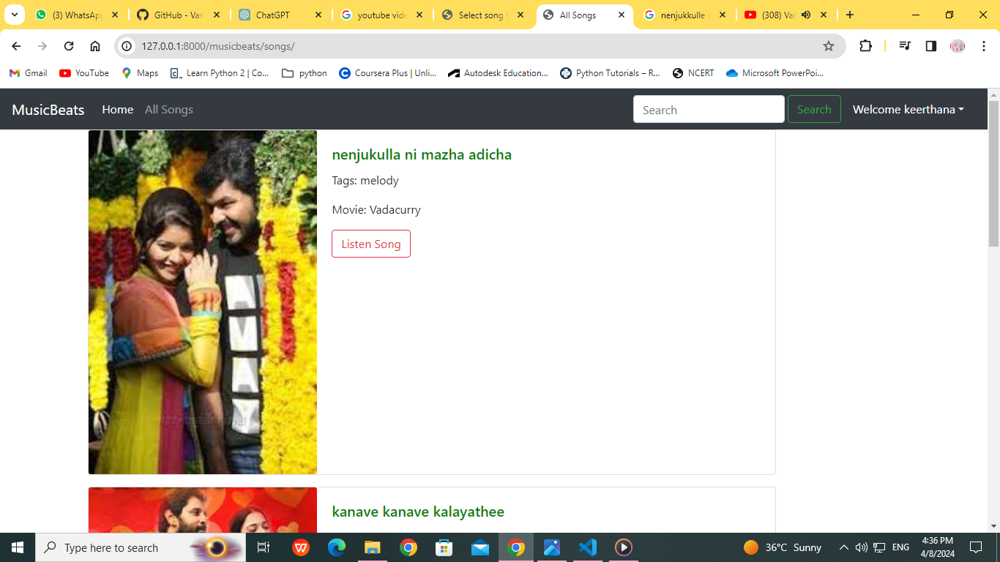 (3) WhatsApp
GitHub - Var
ChatGPT
youtube vide
Select song t
All Songs
nenjukkulle
(308) Vac
127.0.0.1:8000/musicbeats/songs/
Gmail
YouTube
Maps
Learn Python 2 | Co...
python
Coursera Plus | Unli...
Autodesk Education...
Python Tutorials – R...
NCERT
Microsoft PowerPoi...
MusicBeats
Home
All Songs
Search
Search
Welcome keerthana
nenjukulla ni mazha adicha
Tags: melody
Movie: Vadacurry
Listen Song
kanave kanave kalayathee
Type here to search
36°C Sunny
ENG
4:36 PM
4/8/2024